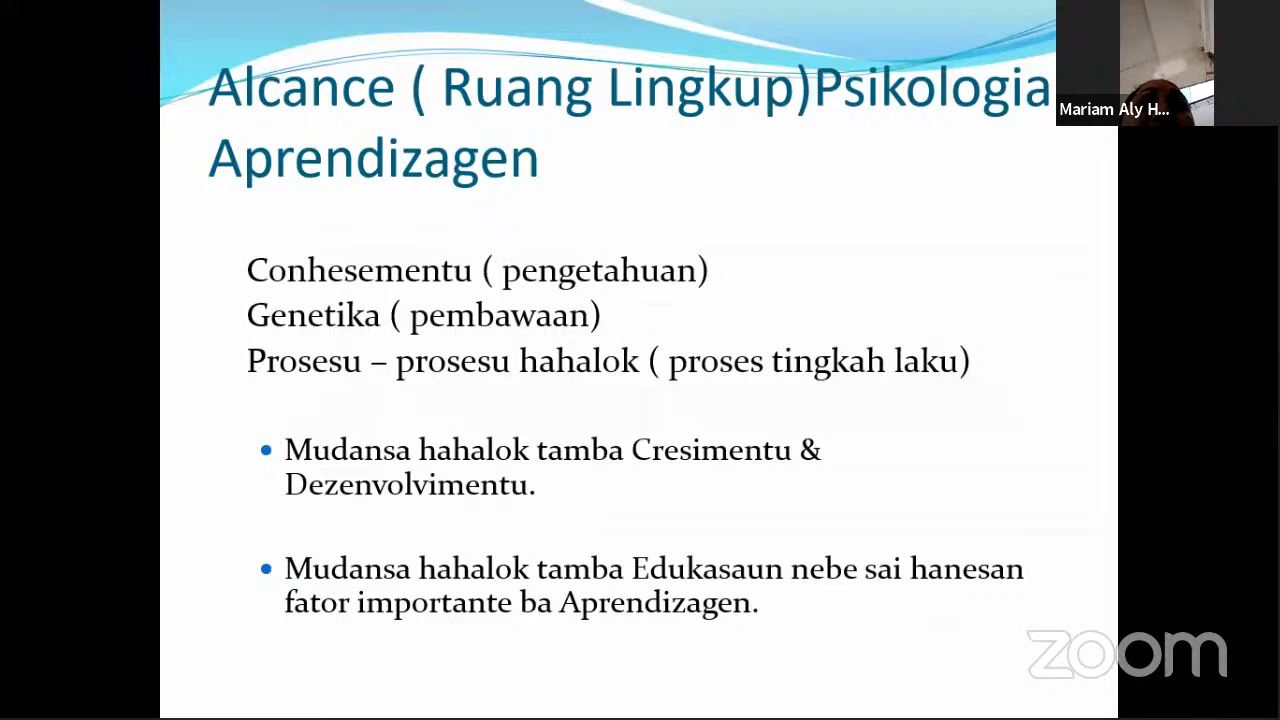 Alcance ( Ruang Lingkup)Psikologia
Aprendizagen
Mariam Aly H...
Conhesementu ( pengetahuan)
Genetika ( pembawaan)
Prosesu – prosesu hahalok ( proses tingkah laku)
• Mudansa hahalok tamba Cresimentu &
Dezenvolvimentu.
• Mudansa hahalok tamba Edukasaun nebe sai hanesan
fator importante ba Aprendizagen.
zoom